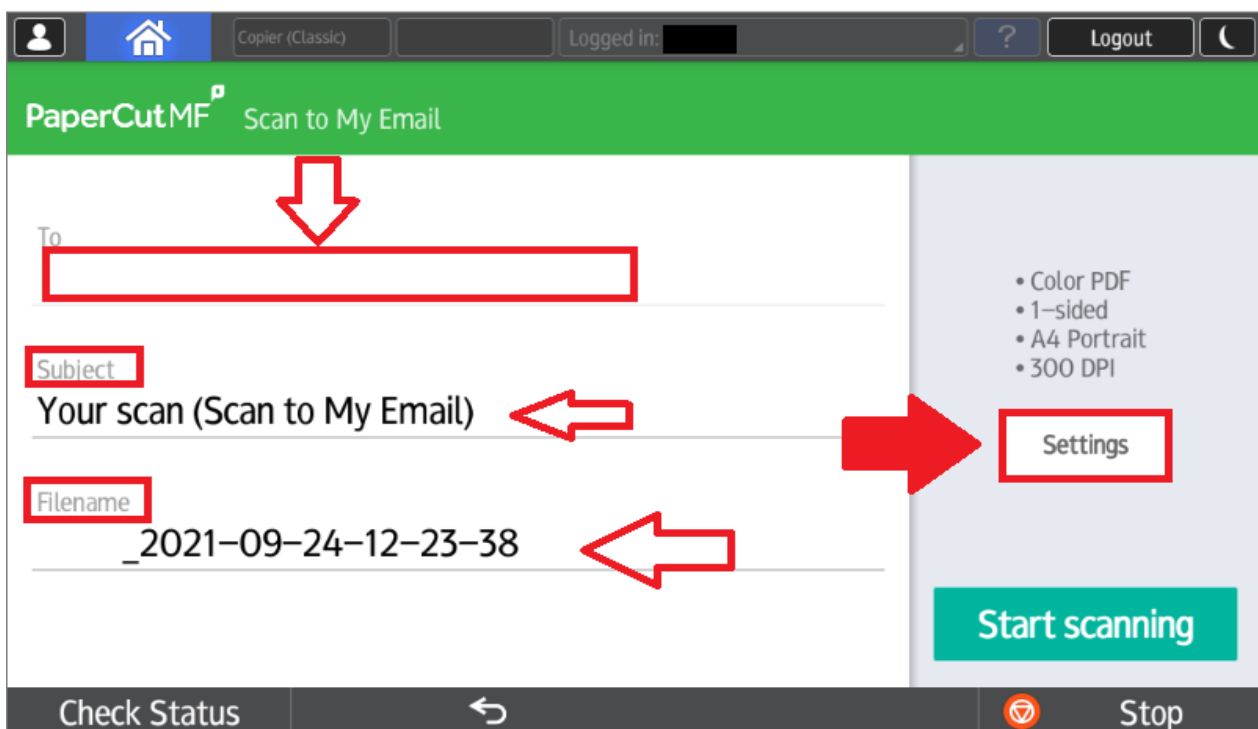 Copier (Classic)
Logged in:
?
Logout
PaperCutMF Scan to My Email
To
Subject
Your scan (Scan to My Email)
Filename
_2021-09-24-12-23-38
• Color PDF
• 1-sided
• A4 Portrait
• 300 DPI
Settings
Start scanning
Check Status
Stop